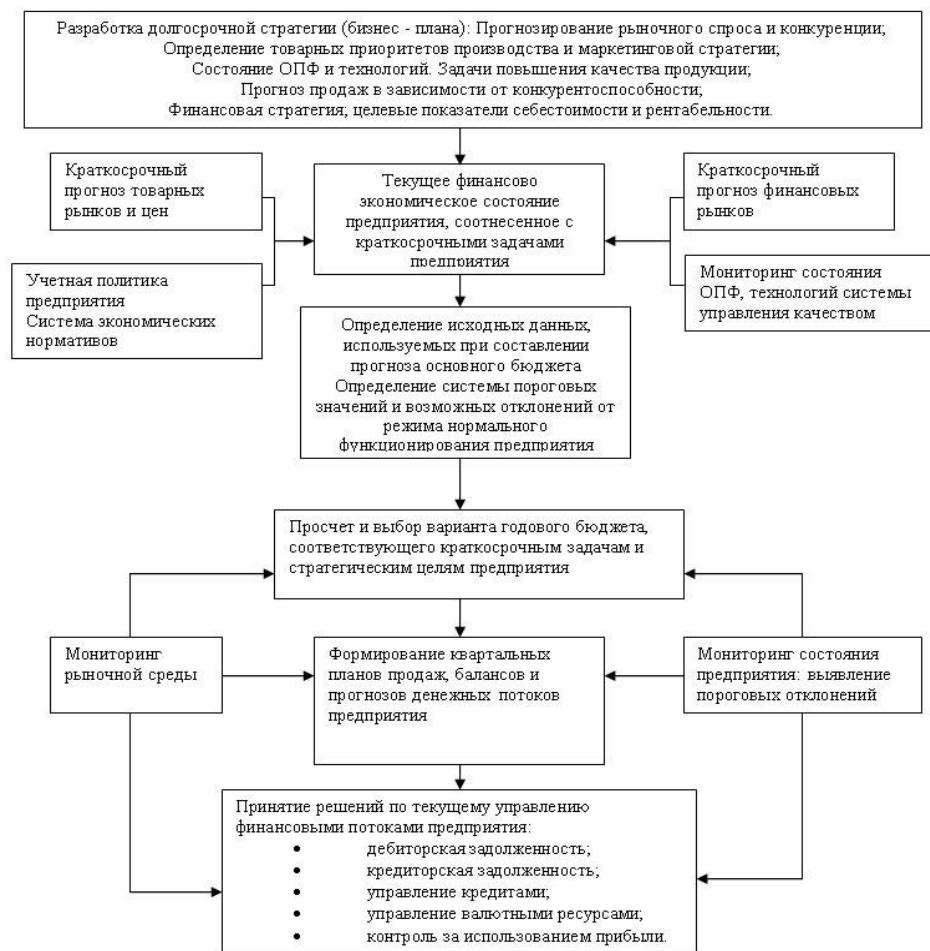 Разработка долгосрочной стратегии (бизнес - плана): Прогнозирование рыночного спроса и конкуренции;
Определение товарных приоритетов производства и маркетинговой стратегии;
Состояние ОПФ и технологий. Задачи повышения качества продукции;
Прогноз продаж в зависимости от конкурентоспособности;
Финансовая стратегия; целевые показатели себестоимости и рентабельности.
Краткосрочный
прогноз товарных
рынков и цен
Текущее финансово
экономическое состояние
предприятия, соотнесенное с
краткосрочными задачами
предприятия
Краткосрочный
прогноз финансовых
рынков
Учетная политика
предприятия
Система экономических
нормативов
Мониторинг состояния
ОПФ, технологий системы
управления качеством
Определение исходных данных,
используемых при составлении
прогноза основного бюджета
Определение системы пороговых
значений и возможных отклонений от
режима нормального
функционирования предприятия
Просчет и выбор варианта годового бюджета,
соответствующего краткосрочным задачам и
стратегическим целям предприятия
Мониторинг
рыночной среды
Формирование квартальных
планов продаж, балансов и
прогнозов денежных потоков
предприятия
Мониторинг состояния
предприятия: выявление
пороговых отклонений
Принятие решений по текущему управлению
финансовыми потоками предприятия:
• дебиторская задолженность;
• кредиторская задолженность;
• управление кредитами;
• управление валютными ресурсами;
• контроль за использованием прибыли.